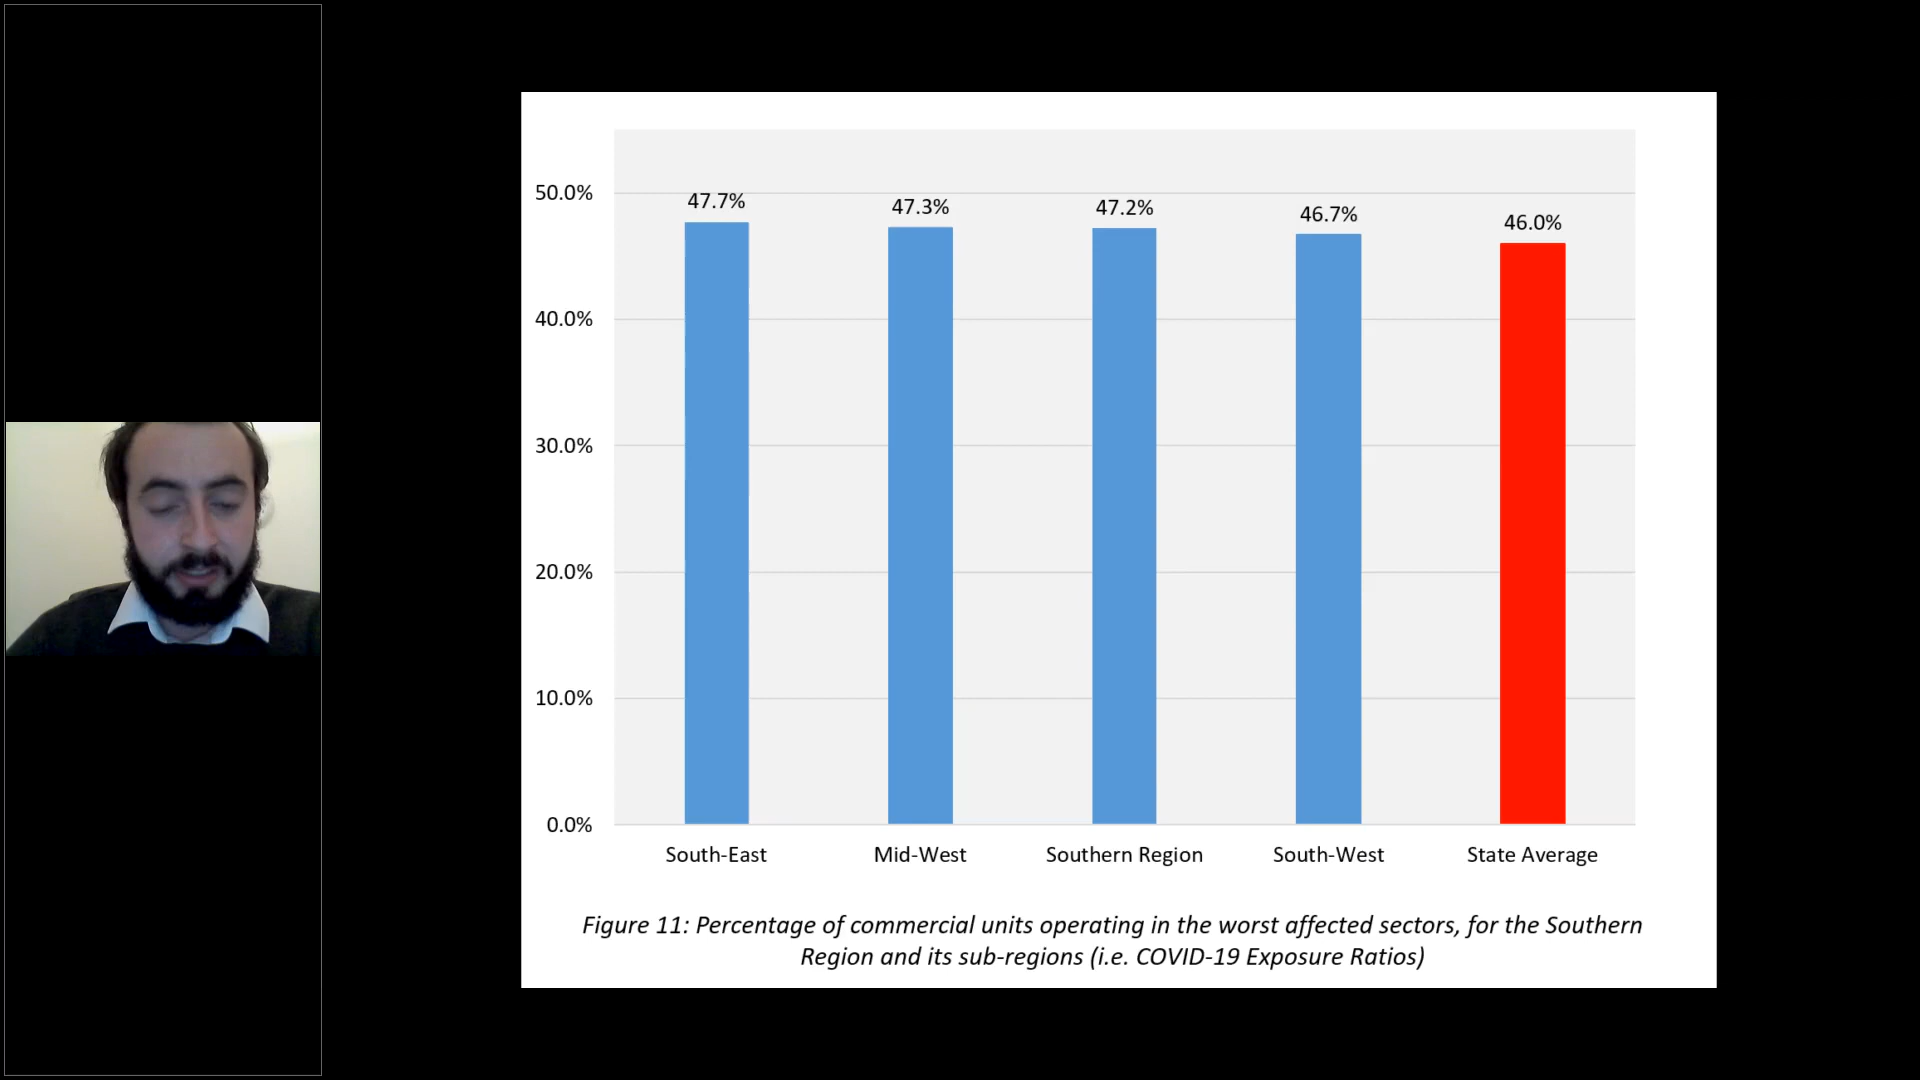 50.0%
40.0%
30.0%
20.0%
10.0%
0.0%
47.7%
47.3%
47.2%
46.7%
46.0%
South-East
Mid-West
Southern Region
South-West
State Average
Figure 11: Percentage of commercial units operating in the worst affected sectors, for the Southern
Region and its sub-regions (i.e. COVID-19 Exposure Ratios)